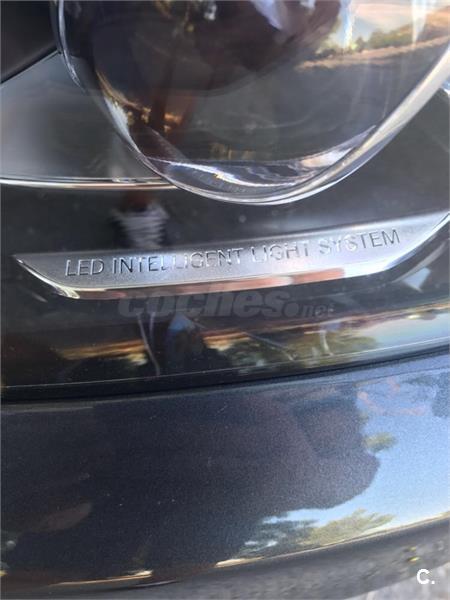 LED INTELLIGENT LIGHT SYSTEM
coches.net
C.